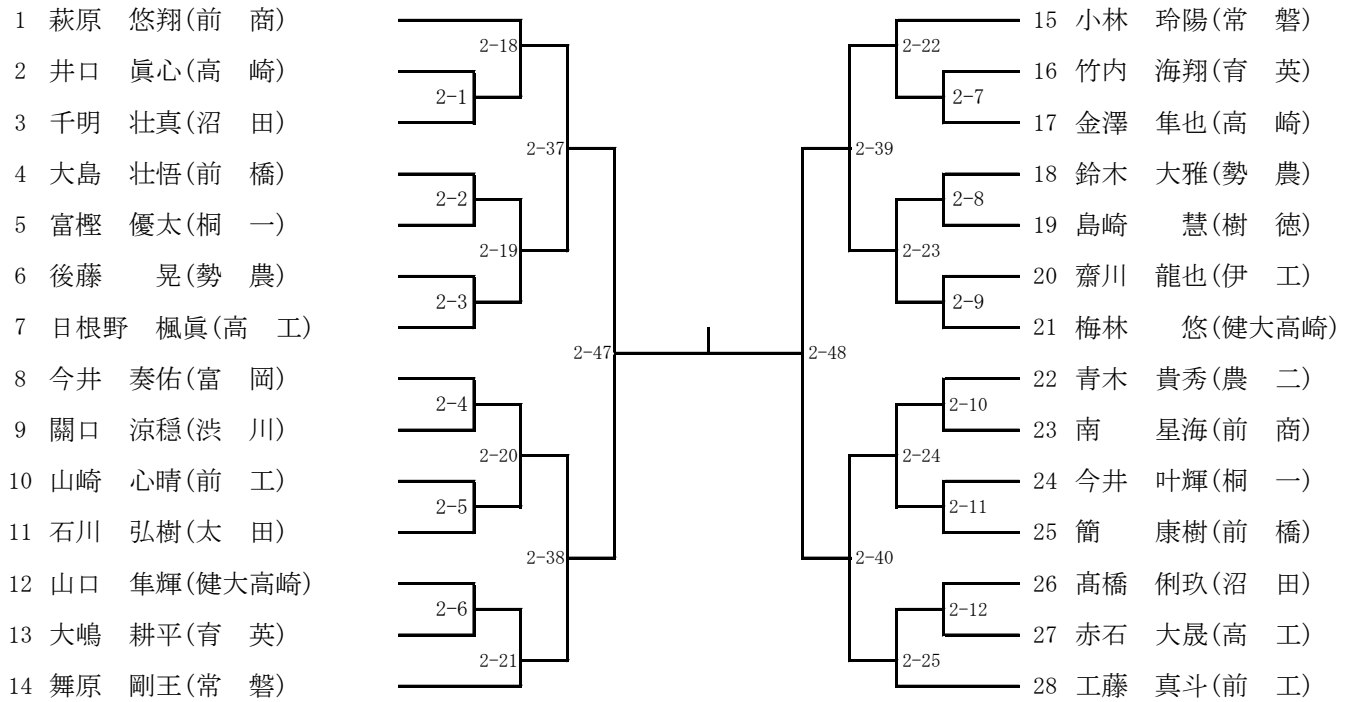 1 萩原　悠翔(前　商)
2 井口　眞心(高　崎)
3 千明　壮真(沼　田)
4 大島　壮悟(前　橋)
5 富樫　優太(桐　一)
6 後藤　　晃(勢　農)
7 日根野　楓眞(高　工)
8 今井　奏佑(富　岡)
9 關口　涼穏(渋　川)
10 山崎　心晴(前　工)
11 石川　弘樹(太　田)
12 山口　隼輝(健大高崎)
13 大嶋　耕平(育　英)
14 舞原　剛王(常　磐)
2-18
2-1
2-37
2-2
2-19
2-3
2-47
2-4
2-20
2-5
2-38
2-6
2-21
2-22
2-7
2-39
2-8
2-23
2-9
2-48
2-10
2-24
2-11
2-40
2-12
2-25
15 小林　玲陽(常　磐)
16 竹内　海翔(育　英)
17 金澤　隼也(高　崎)
18 鈴木　大雅(勢　農)
19 島崎　　慧(樹　徳)
20 齋川　龍也(伊　工)
21 梅林　　悠(健大高崎)
22 青木　貴秀(農　二)
23 南　　星海(前　商)
24 今井　叶輝(桐　一)
25 簡　　康樹(前　橋)
26 髙橋　俐玖(沼　田)
27 赤石　大晟(高　工)
28 工藤　真斗(前　工)